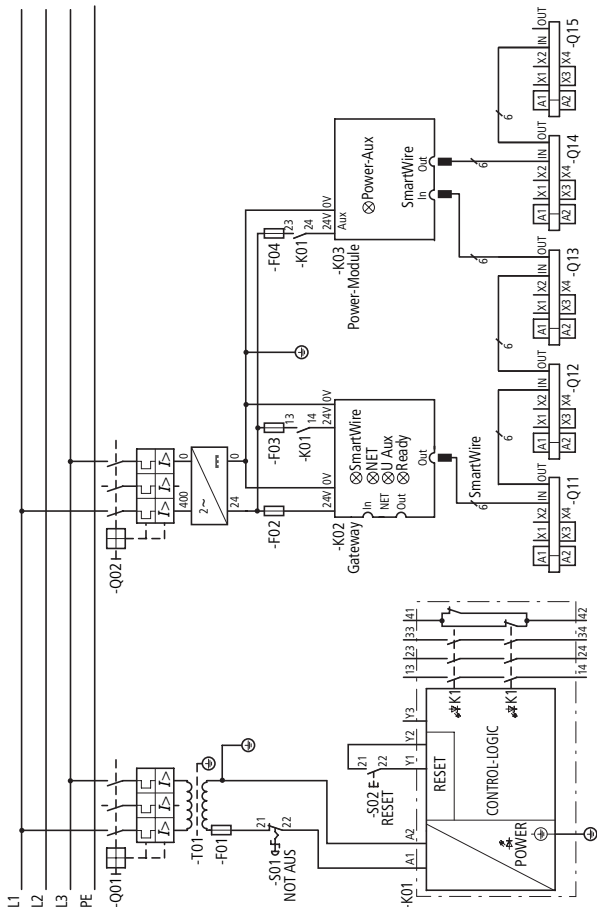 L1
L2
L3
PE
-Q01
I> I> I>
-T01
-F01
-S01
NOT AUS
21
22
-K01
A1 A2
POWER
CONTROL-LOGIC
RESET
-S02
RESET
21
22
Y1 Y2 Y3
K1
K1
13 23 33 41
14 24 34 42
-Q02
I> I> I>
400 0
2~
24 0
-F02
-F03
13
14
-K01
-F04
23
24
-K01
24V 0V 24V 0V
-K02
Gateway
In
NET
Out
SmartWire
NET
U Aux
Ready
Out
24V 0V
Aux
-K03
Power-Module
Power-Aux
SmartWire
In Out
SmartWire
6
6
6
6
6
6
IN OUT
A1 X1 X2
A2 X3 X4
-Q11
IN OUT
A1 X1 X2
A2 X3 X4
-Q12
IN OUT
A1 X1 X2
A2 X3 X4
-Q13
IN OUT
A1 X1 X2
A2 X3 X4
-Q14
IN OUT
A1 X1 X2
A2 X3 X4
-Q15